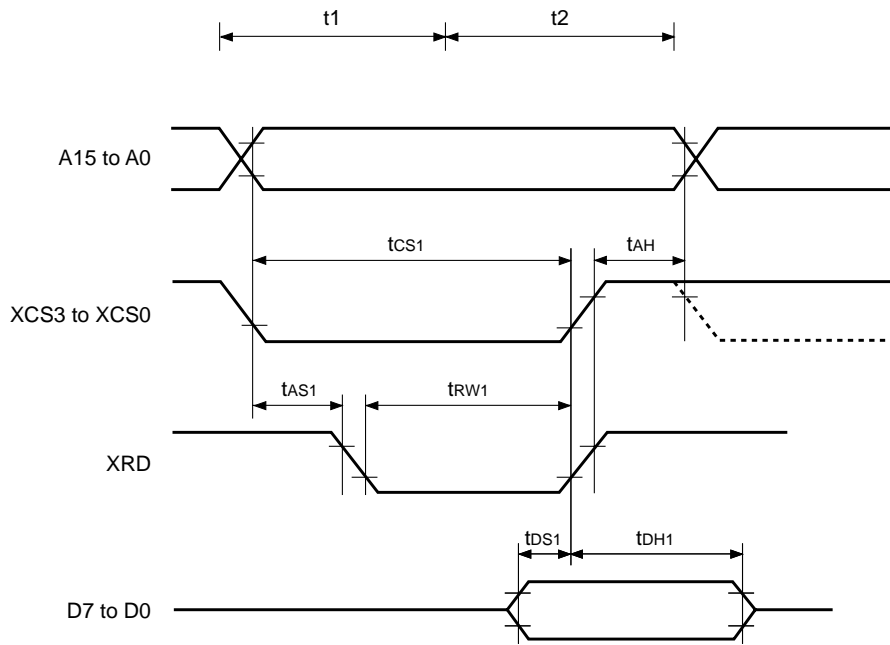 t1
t2
A15 to A0
tCS1
tAH
XCS3 to XCS0
tAS1
tRW1
XRD
tDS1
tDH1
D7 to D0